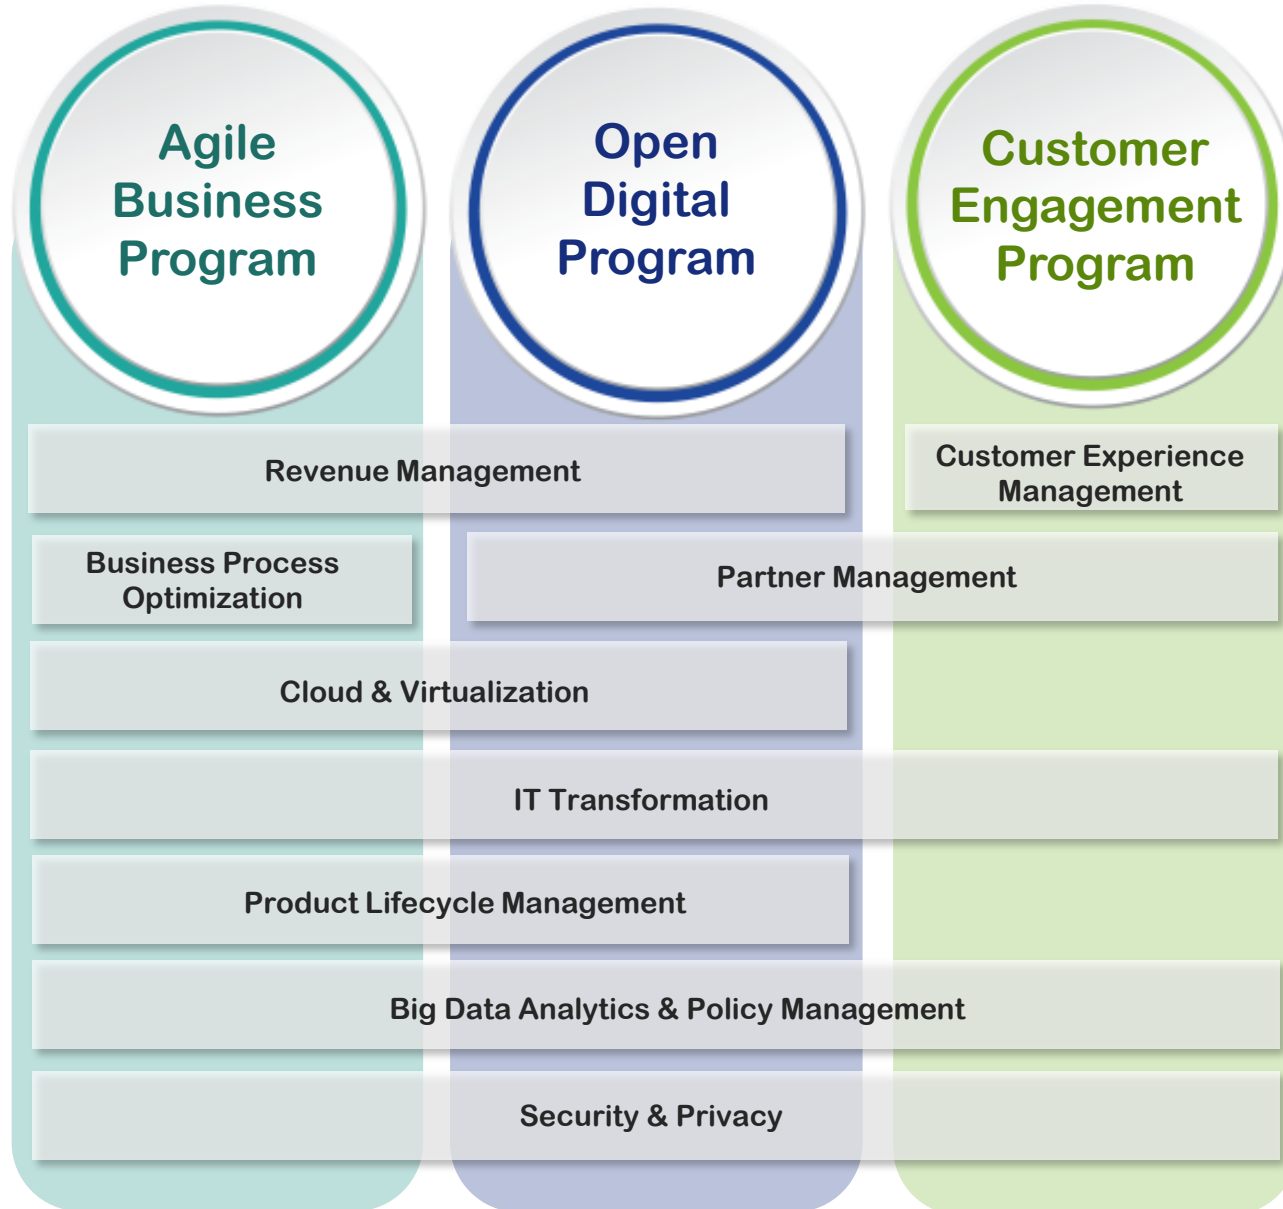 Agile
Business
Program
Open
Digital
Program
Customer
Engagement
Program
Revenue Management
Customer Experience
Management
Business Process
Optimization
Partner Management
Cloud & Virtualization
IT Transformation
Product Lifecycle Management
Big Data Analytics & Policy Management
Security & Privacy